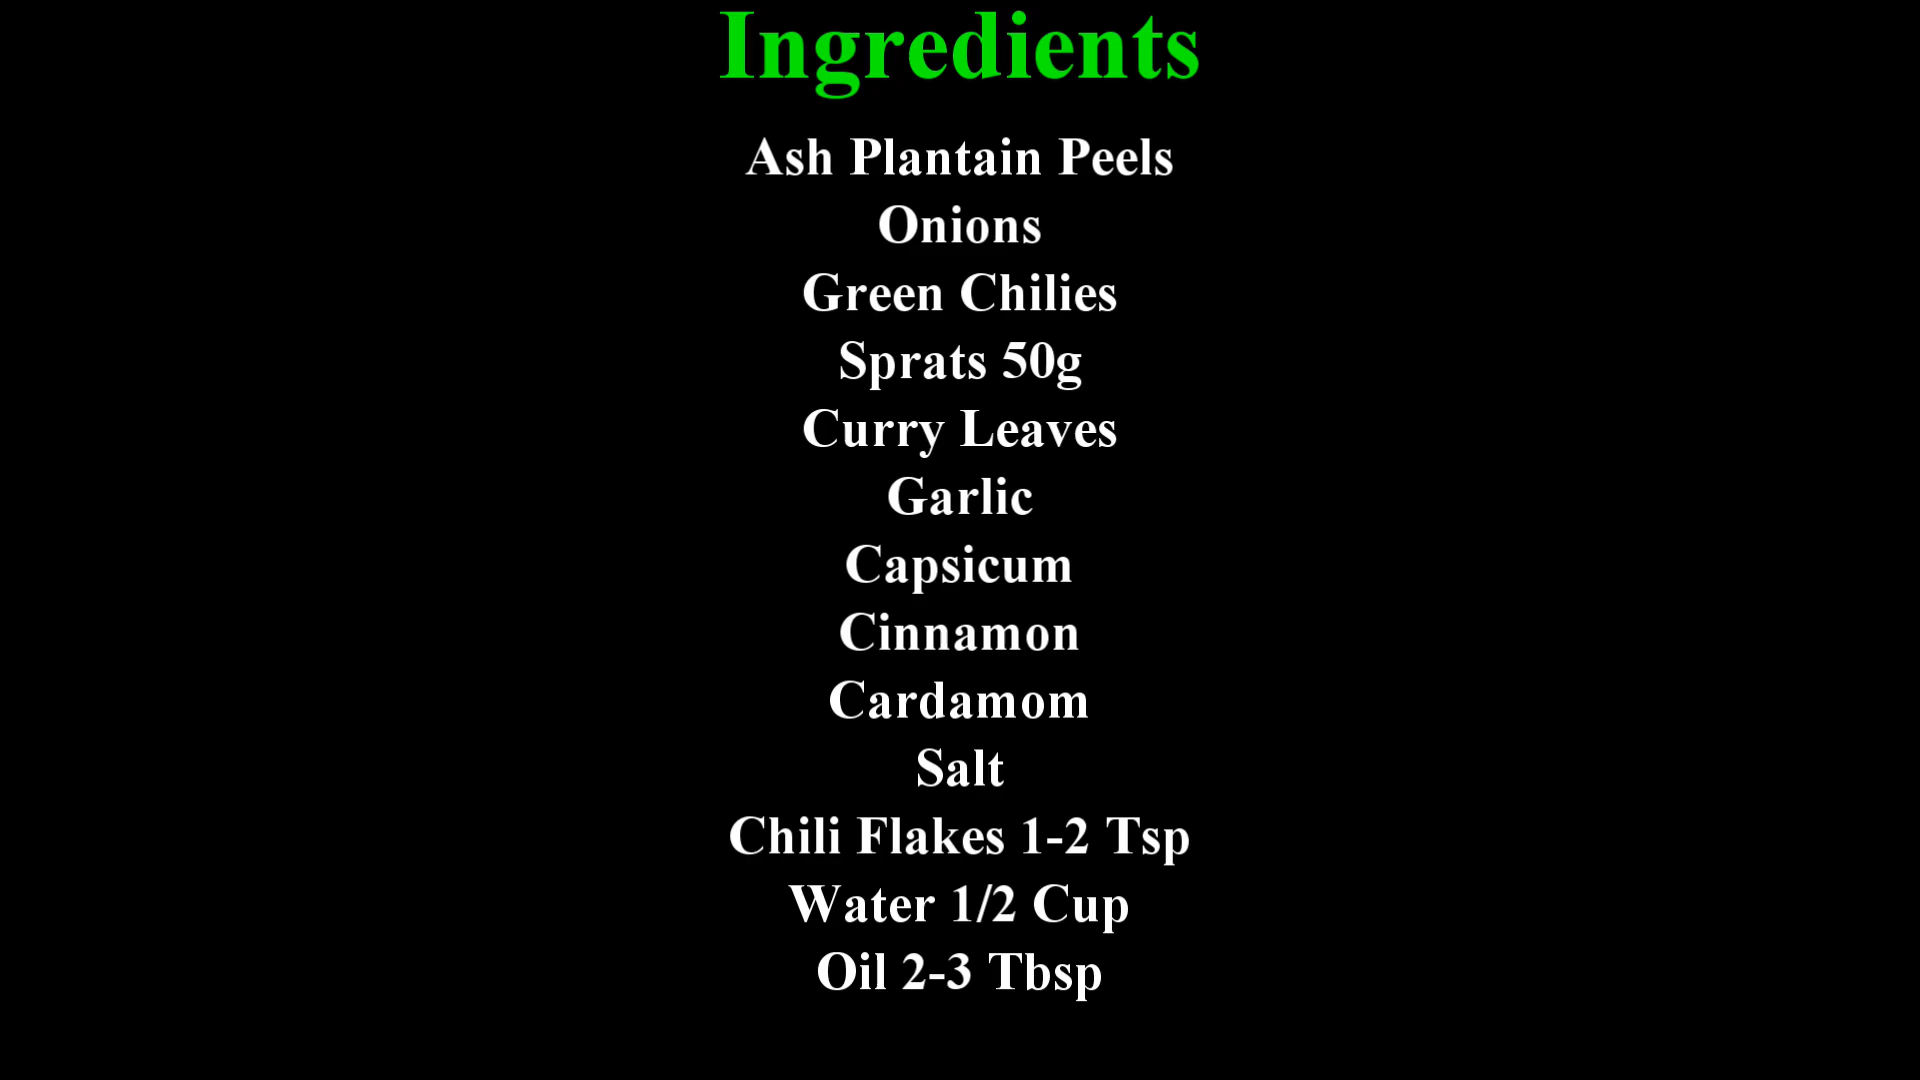 Ingredients
Ash Plantain Peels
Onions
Green Chilies
Sprats 50g
Curry Leaves
Garlic
Capsicum
Cinnamon
Cardamom
Salt
Chili Flakes 1-2 Tsp
Water 1/2 Cup
Oil 2-3 Tbsp